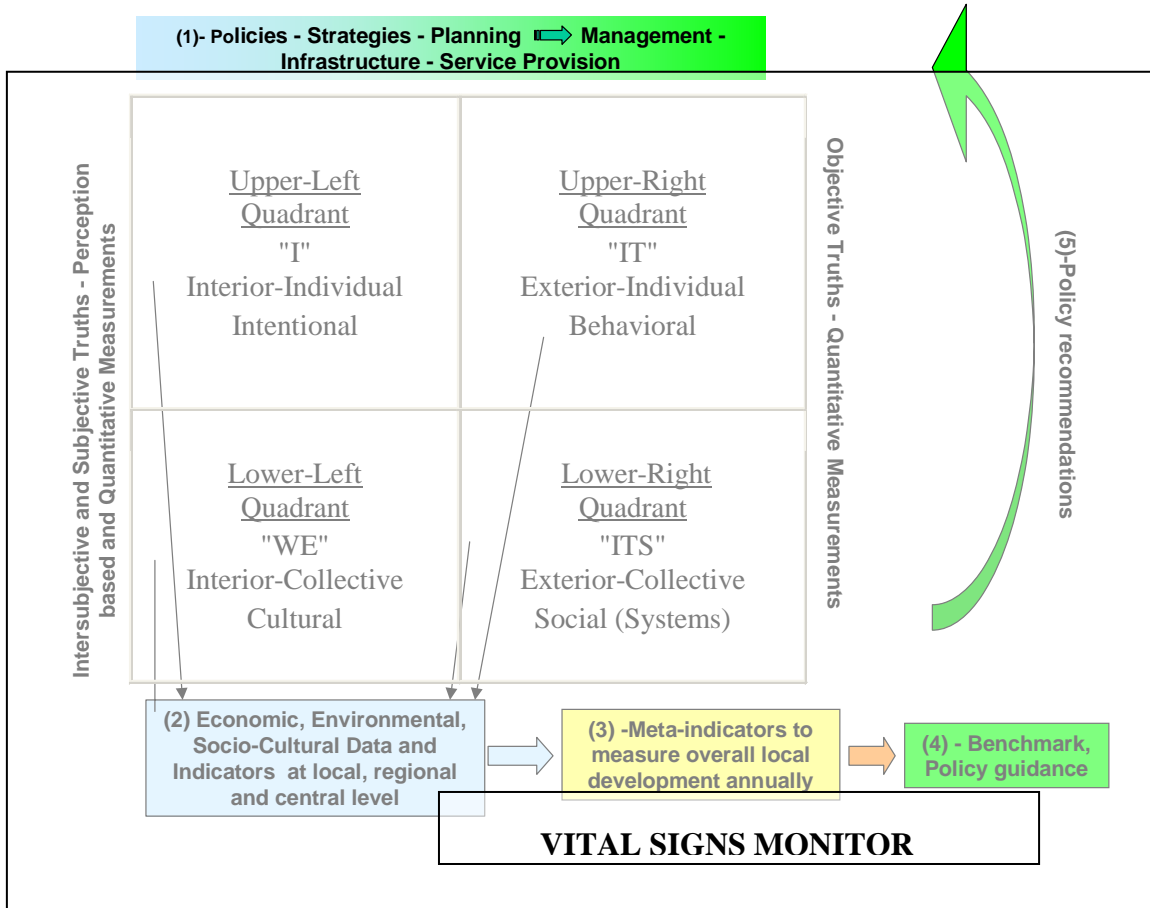 (1)- Policies - Strategies - Planning Management -
Infrastructure - Service Provision
Intersubjective and Subjective Truths - Perception
based and Quantitative Measurements
Upper-Left
Quadrant
"I"
Interior-Individual
Intentional
Upper-Right
Quadrant
"IT"
Exterior-Individual
Behavioral
Lower-Left
Quadrant
"WE"
Interior-Collective
Cultural
Lower-Right
Quadrant
"ITS"
Exterior-Collective
Social (Systems)
Objective Truths - Quantitative Measurements
(5)-Policy recommendations
(2) Economic, Environmental,
Socio-Cultural Data and
Indicators at local, regional
and central level
(3) -Meta-indicators to
measure overall local
development annually
(4) - Benchmark,
Policy guidance
VITAL SIGNS MONITOR